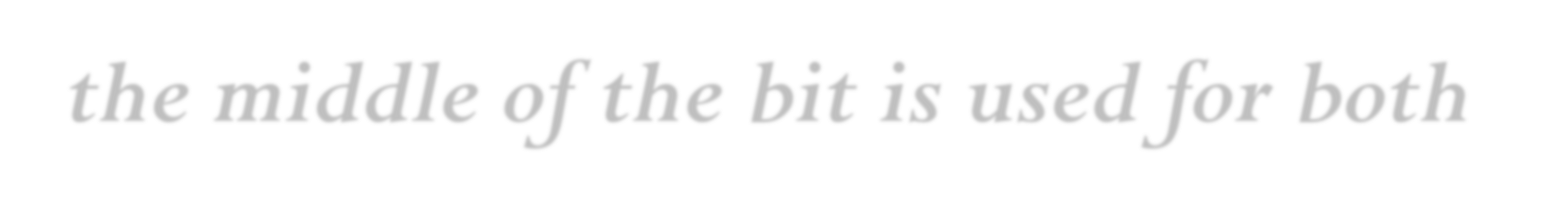 the middle of the bit is used for both